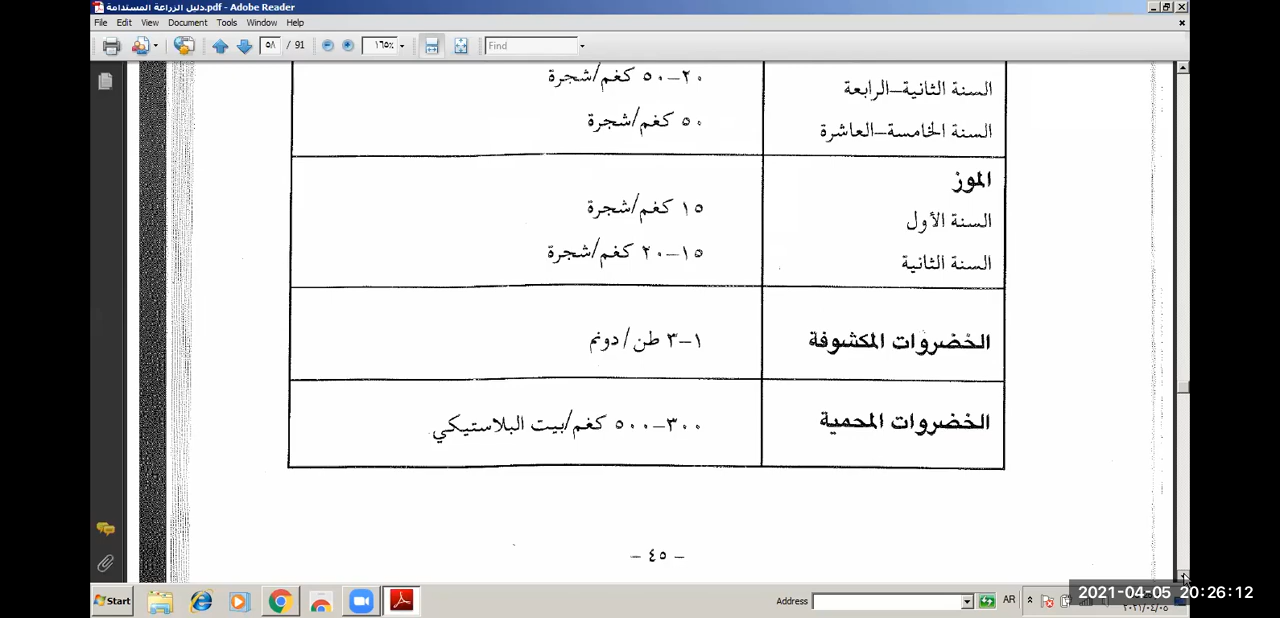 دليل الزراعة المستدامة.pdf - Adobe Reader
File Edit View Document Tools Window Help
٥٨ / 91 ١٦٥٪ Find
السنة الثانية–الرابعة ٢٠–٥٠ كغم/شجرة
السنة الخامسة–العاشرة ٥٠ كغم/شجرة
الموز
السنة الأول ١٥ كغم/شجرة
السنة الثانية ١٥–٢٠ كغم/شجرة
الخضروات المكشوفة ١–٣ طن/دونم
الخضروات المحمية ٣٠٠–٥٠٠ كغم/بيت البلاستيكي
– ٤٥ –
Start Address AR
2021-04-05 20:26:12
٢٠٢١/٠٤/٠٥